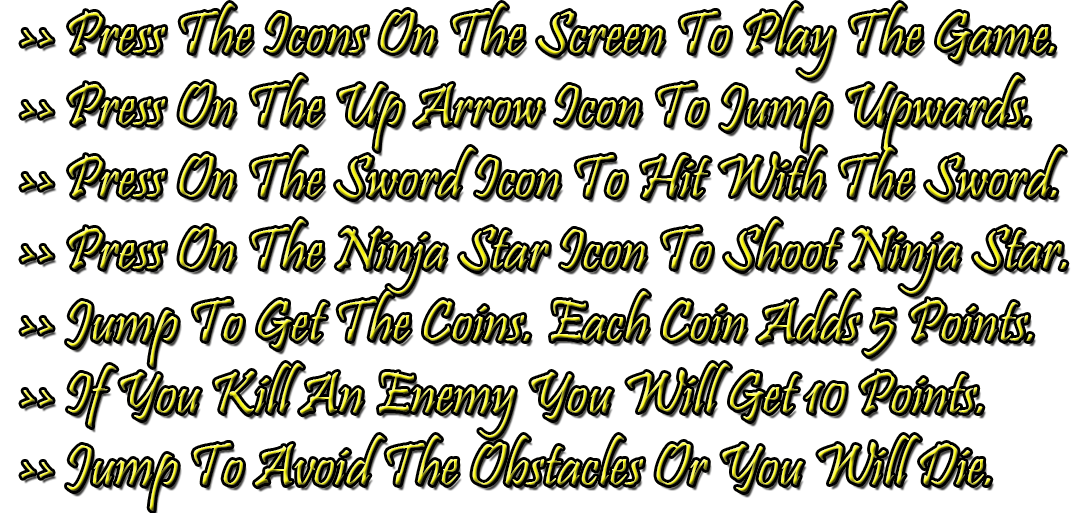 >> Press The Icons On The Screen To Play The Game.
>> Press On The Up Arrow Icon To Jump Upwards.
>> Press On The Sword Icon To Hit With The Sword.
>> Press On The Ninja Star Icon To Shoot Ninja Star.
>> Jump To Get The Coins. Each Coin Adds 5 Points.
>> If You Kill An Enemy You Will Get 10 Points.
>> Jump To Avoid The Obstacles Or You Will Die.